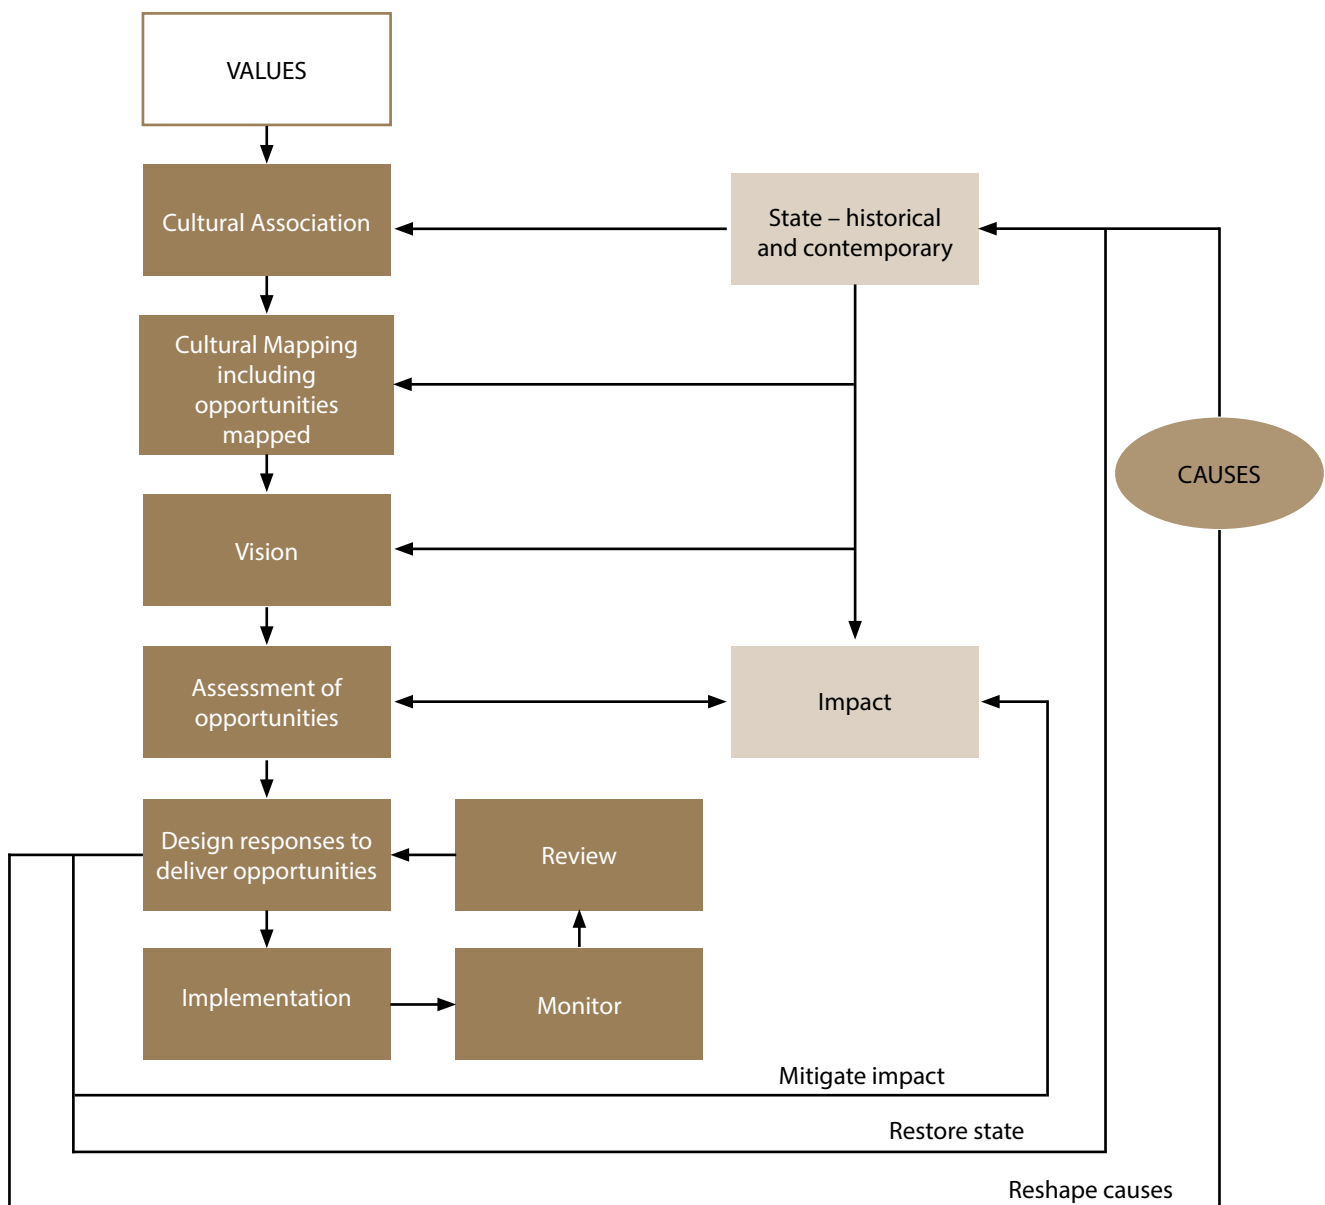 VALUES
Cultural Association
State – historical
and contemporary
Cultural Mapping
including
opportunities
mapped
CAUSES
Vision
Assessment of
opportunities
Impact
Design responses to
deliver opportunities
Review
Implementation
Monitor
Mitigate impact
Restore state
Reshape causes